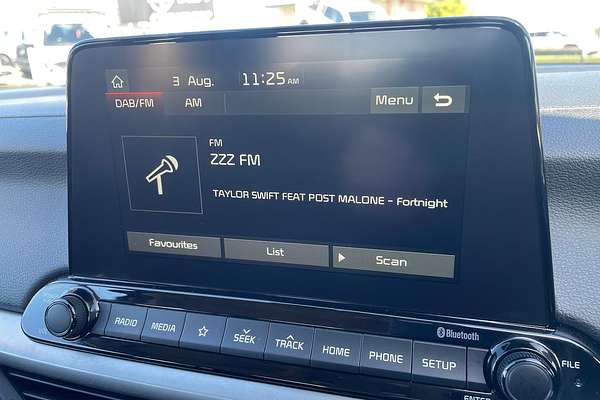 3 Aug. 11:25 AM
DAB/FM AM Menu
FM
ZZZ FM
TAYLOR SWIFT FEAT POST MALONE - Fortnight
Favourites List Scan
Bluetooth
RADIO MEDIA SEEK TRACK HOME PHONE SETUP FILE
ENTER